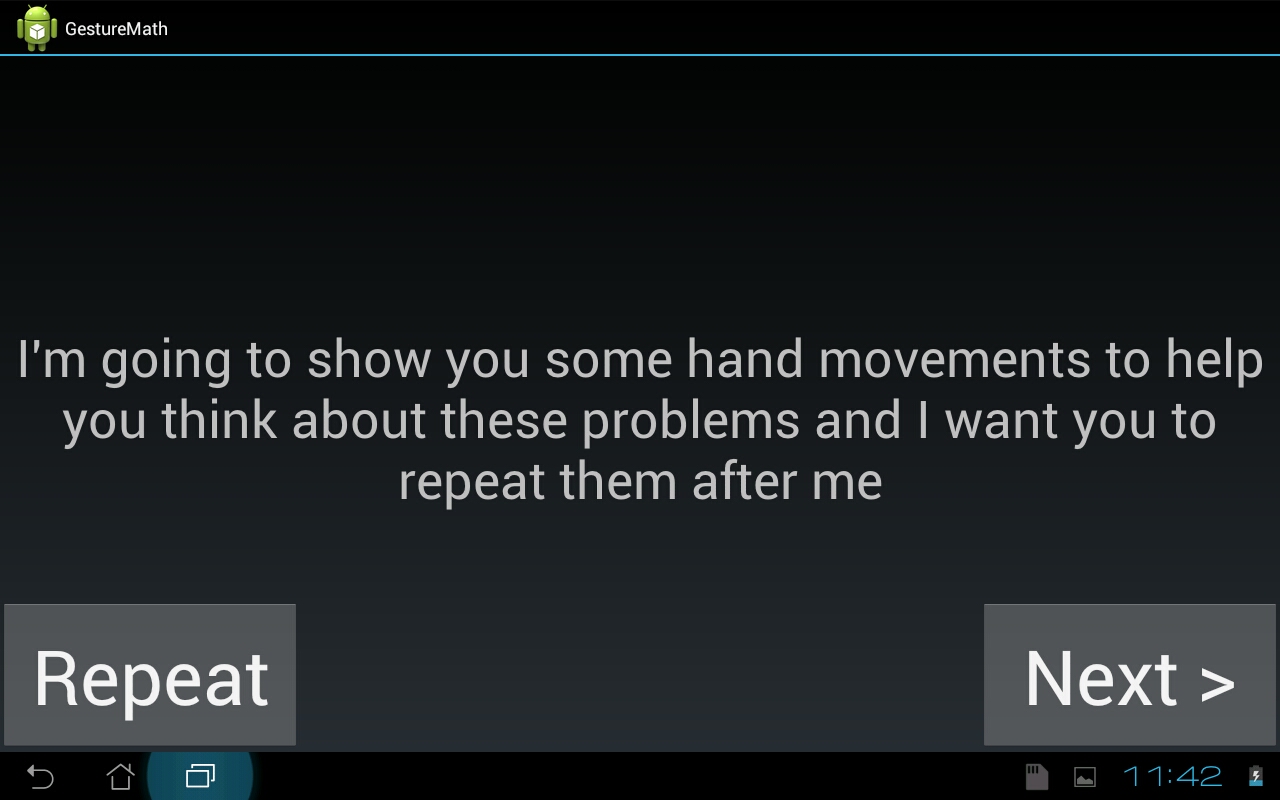 GestureMath
I'm going to show you some hand movements to help
you think about these problems and I want you to
repeat them after me
Repeat
Next >
11:42